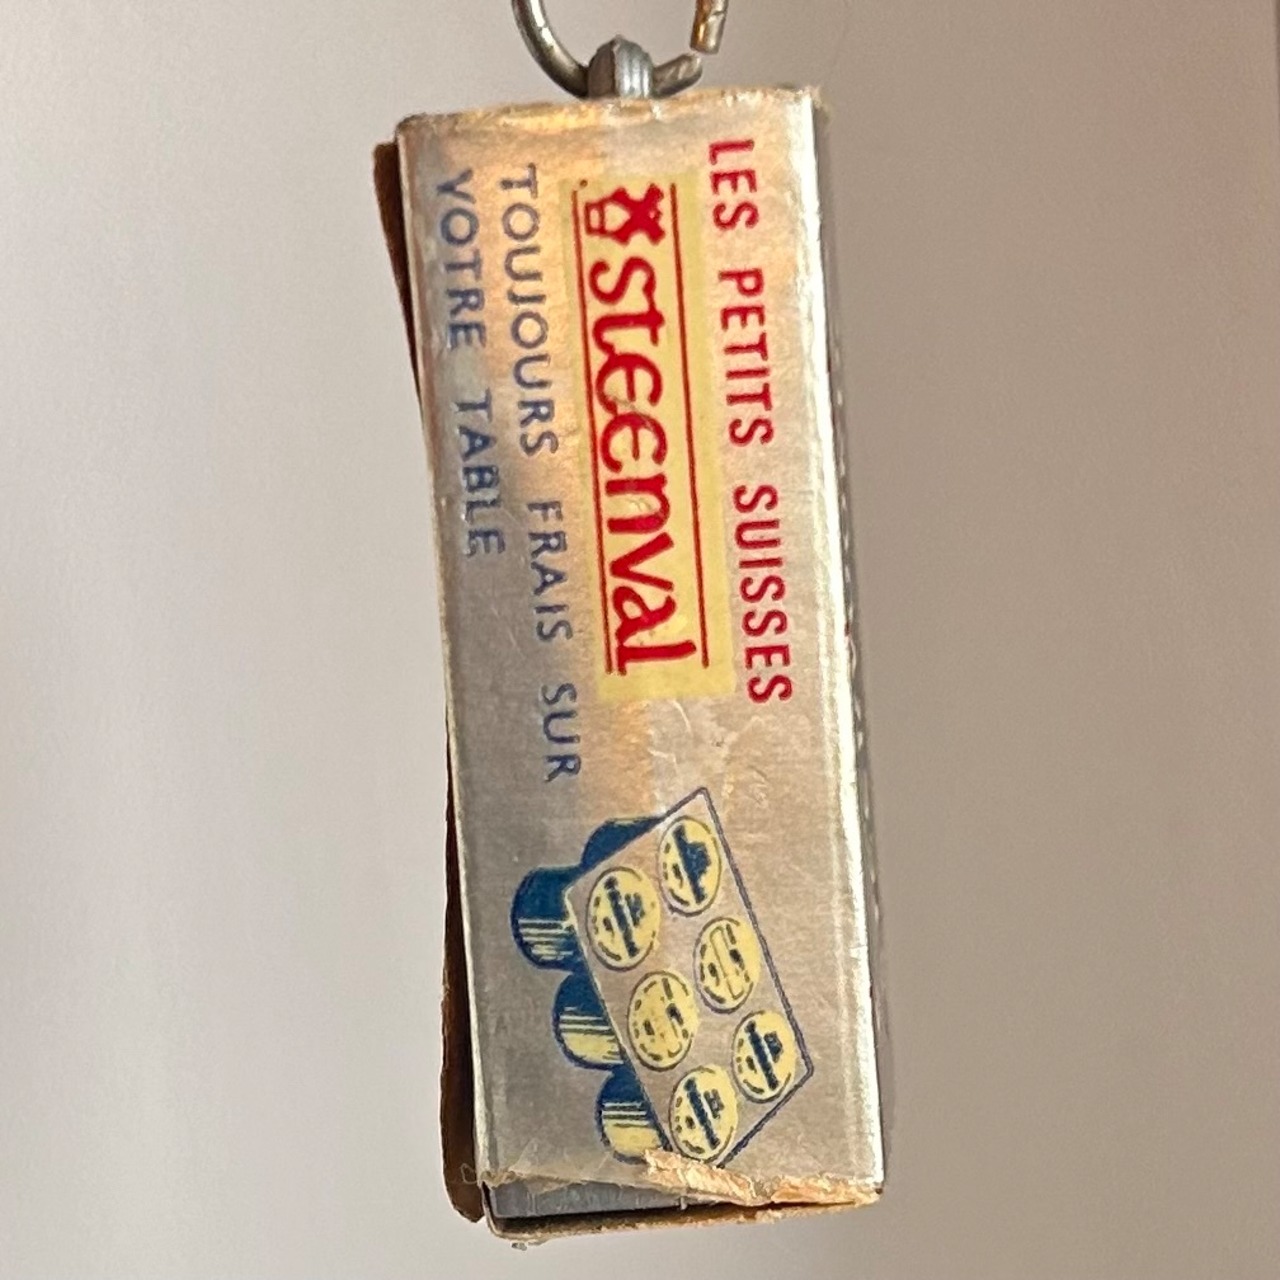 LES PETITS SUISSES
steenval
TOUJOURS FRAIS SUR
VOTRE TABLE